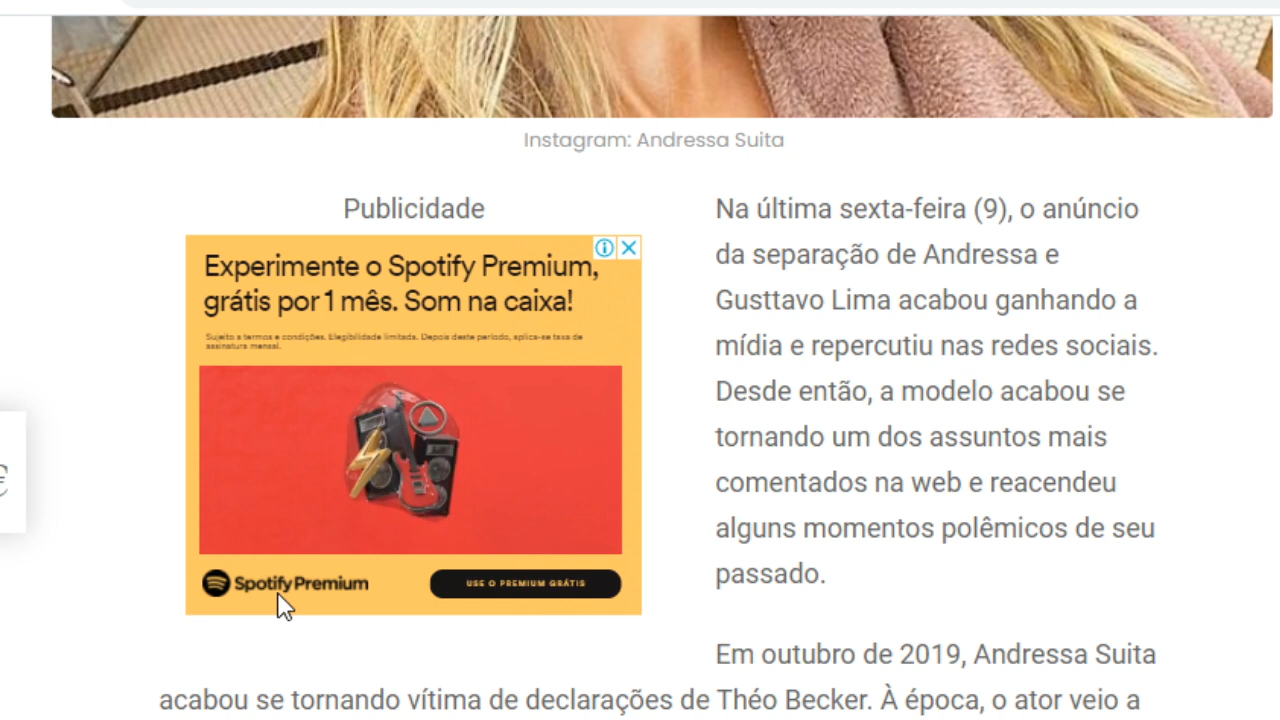 Instagram: Andressa Suita
Publicidade
Experimente o Spotify Premium,
grátis por 1 mês. Som na caixa!
Sujeito a termos e condições. Elegibilidade limitada. Depois deste período, aplica-se taxa de
assinatura mensal.
Spotify Premium
USE O PREMIUM GRÁTIS
Na última sexta-feira (9), o anúncio
da separação de Andressa e
Gusttavo Lima acabou ganhando a
mídia e repercutiu nas redes sociais.
Desde então, a modelo acabou se
tornando um dos assuntos mais
comentados na web e reacendeu
alguns momentos polêmicos de seu
passado.
Em outubro de 2019, Andressa Suita
acabou se tornando vítima de declarações de Théo Becker. À época, o ator veio a